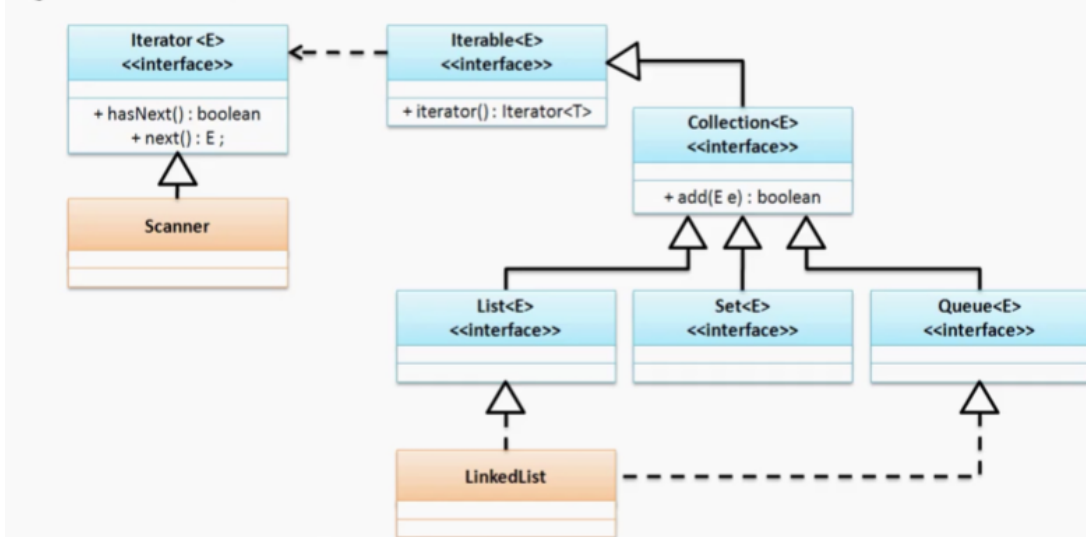 Iterator <E>
<<interface>>
+ hasNext() : boolean
+ next() : E ;
Iterable<E>
<<interface>>
+ iterator() : Iterator<T>
Collection<E>
<<interface>>
+ add(E e) : boolean
Scanner
List<E>
<<interface>>
Set<E>
<<interface>>
Queue<E>
<<interface>>
LinkedList